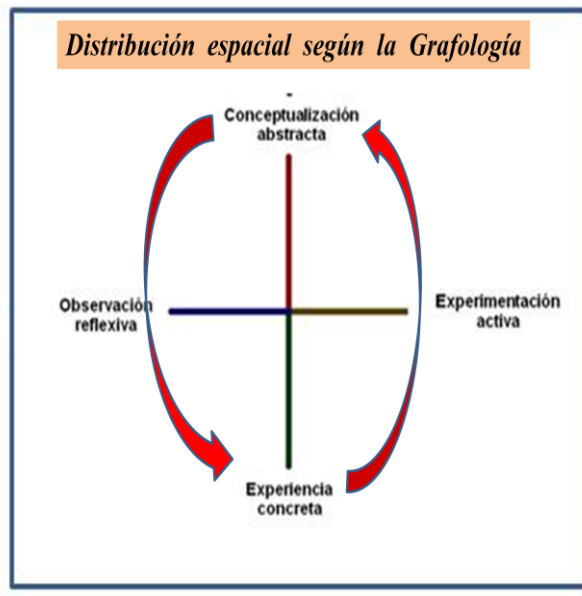 Distribución espacial según la Grafología
-
Conceptualización
abstracta
Observación
reflexiva
Experimentación
activa
Experiencia
concreta